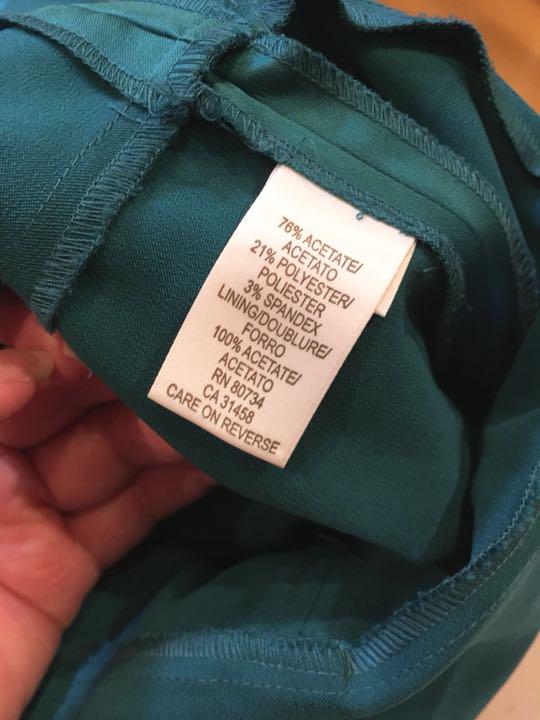 76% ACETATE/
ACETATO
21% POLYESTER/
POLIESTER
3% SPANDEX
LINING/DOUBLURE/
FORRO
100% ACETATE/
ACETATO
RN 80734
CA 31458
CARE ON REVERSE